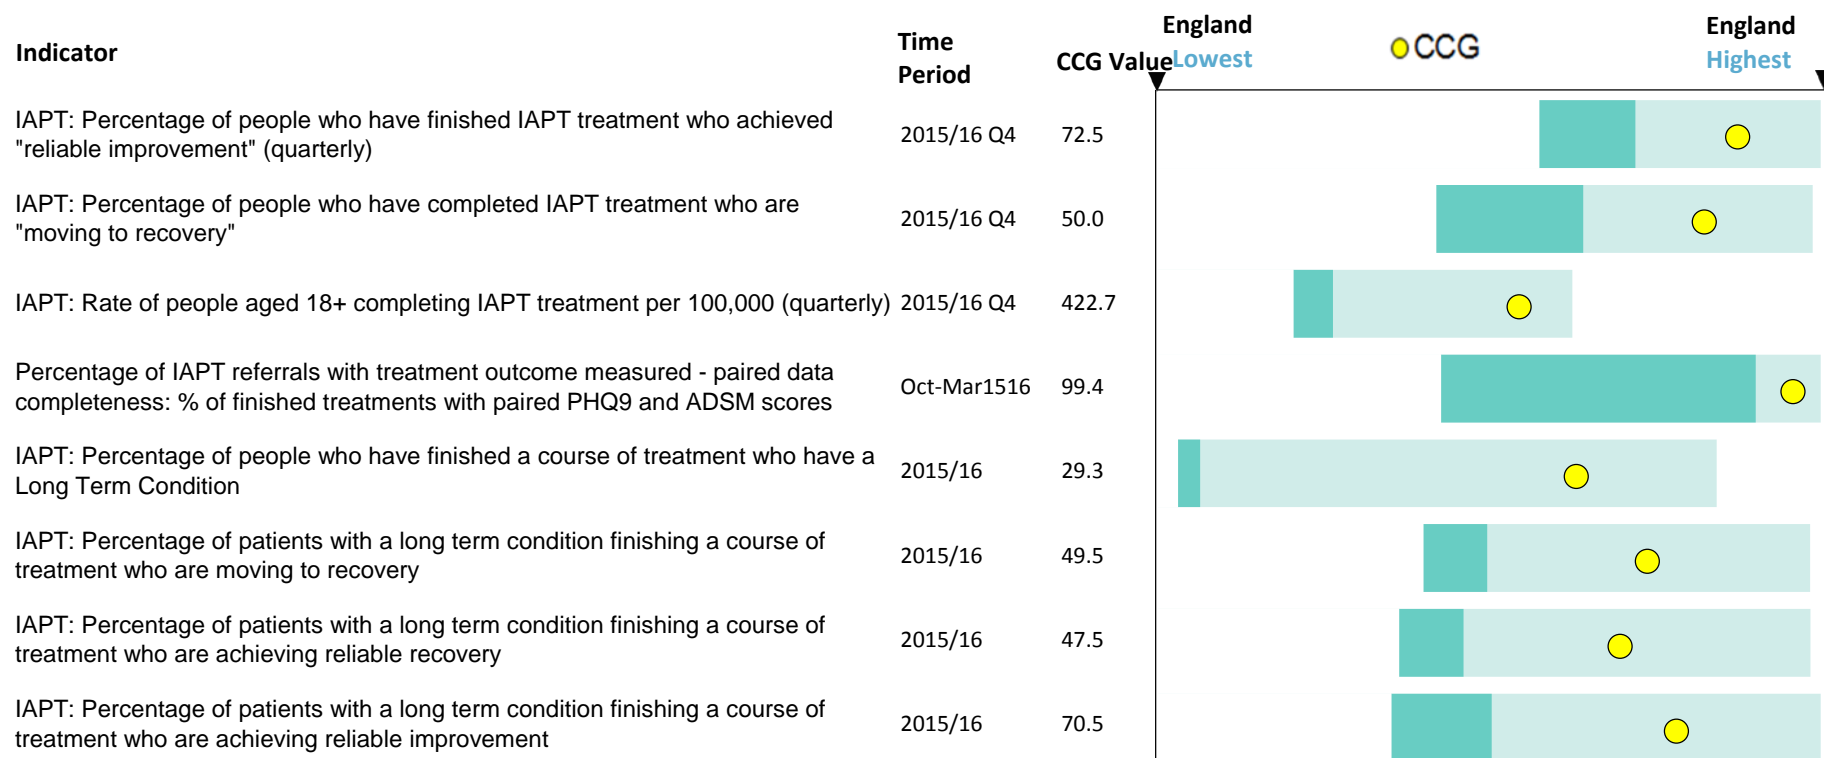 Indicator
Time
Period
CCG Value
England
Lowest
CCG
England
Highest
IAPT: Percentage of people who have finished IAPT treatment who achieved
"reliable improvement" (quarterly)
2015/16 Q4
72.5
IAPT: Percentage of people who have completed IAPT treatment who are
"moving to recovery"
2015/16 Q4
50.0
IAPT: Rate of people aged 18+ completing IAPT treatment per 100,000 (quarterly)
2015/16 Q4
422.7
Percentage of IAPT referrals with treatment outcome measured - paired data
completeness: % of finished treatments with paired PHQ9 and ADSM scores
Oct-Mar1516
99.4
IAPT: Percentage of people who have finished a course of treatment who have a
Long Term Condition
2015/16
29.3
IAPT: Percentage of patients with a long term condition finishing a course of
treatment who are moving to recovery
2015/16
49.5
IAPT: Percentage of patients with a long term condition finishing a course of
treatment who are achieving reliable recovery
2015/16
47.5
IAPT: Percentage of patients with a long term condition finishing a course of
treatment who are achieving reliable improvement
2015/16
70.5